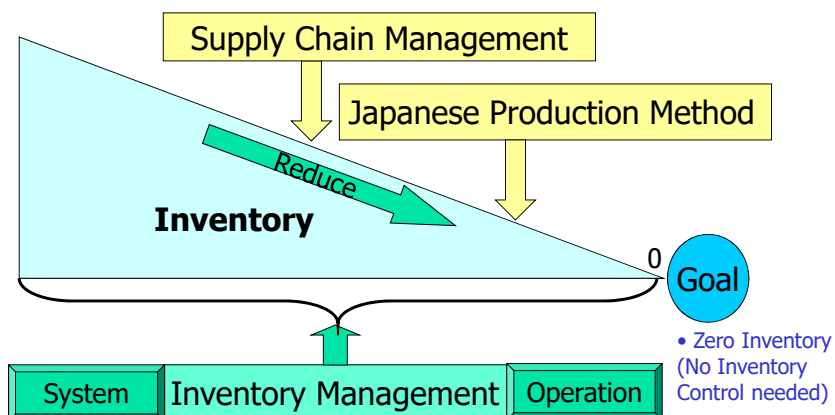 Supply Chain Management
Japanese Production Method
Reduce
Inventory
0
Goal
• Zero Inventory
(No Inventory
Control needed)
System
Inventory Management
Operation